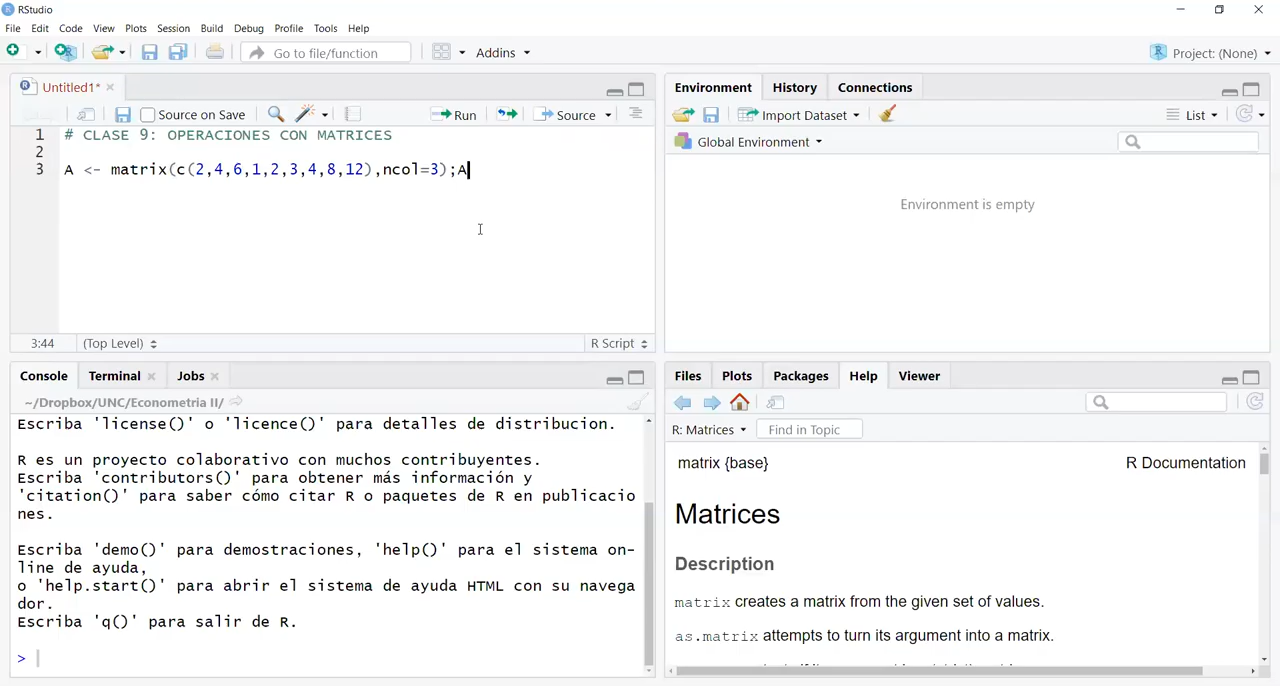 RStudio
File Edit Code View Plots Session Build Debug Profile Tools Help
Go to file/function Addins Project: (None)
Untitled1*
Source on Save Run Source
1 # CLASE 9: OPERACIONES CON MATRICES
2
3 A <- matrix(c(2,4,6,1,2,3,4,8,12),ncol=3);A
3:44 (Top Level) R Script
Environment History Connections
Import Dataset List
Global Environment
Environment is empty
Console Terminal Jobs
~/Dropbox/UNC/Econometria II/
Escriba 'license()' o 'licence()' para detalles de distribucion.
R es un proyecto colaborativo con muchos contribuyentes.
Escriba 'contributors()' para obtener más información y
'citation()' para saber cómo citar R o paquetes de R en publicacio
nes.
Escriba 'demo()' para demostraciones, 'help()' para el sistema on-
line de ayuda,
o 'help.start()' para abrir el sistema de ayuda HTML con su navega
dor.
Escriba 'q()' para salir de R.
>
Files Plots Packages Help Viewer
R: Matrices Find in Topic
matrix {base} R Documentation
Matrices
Description
matrix creates a matrix from the given set of values.
as.matrix attempts to turn its argument into a matrix.